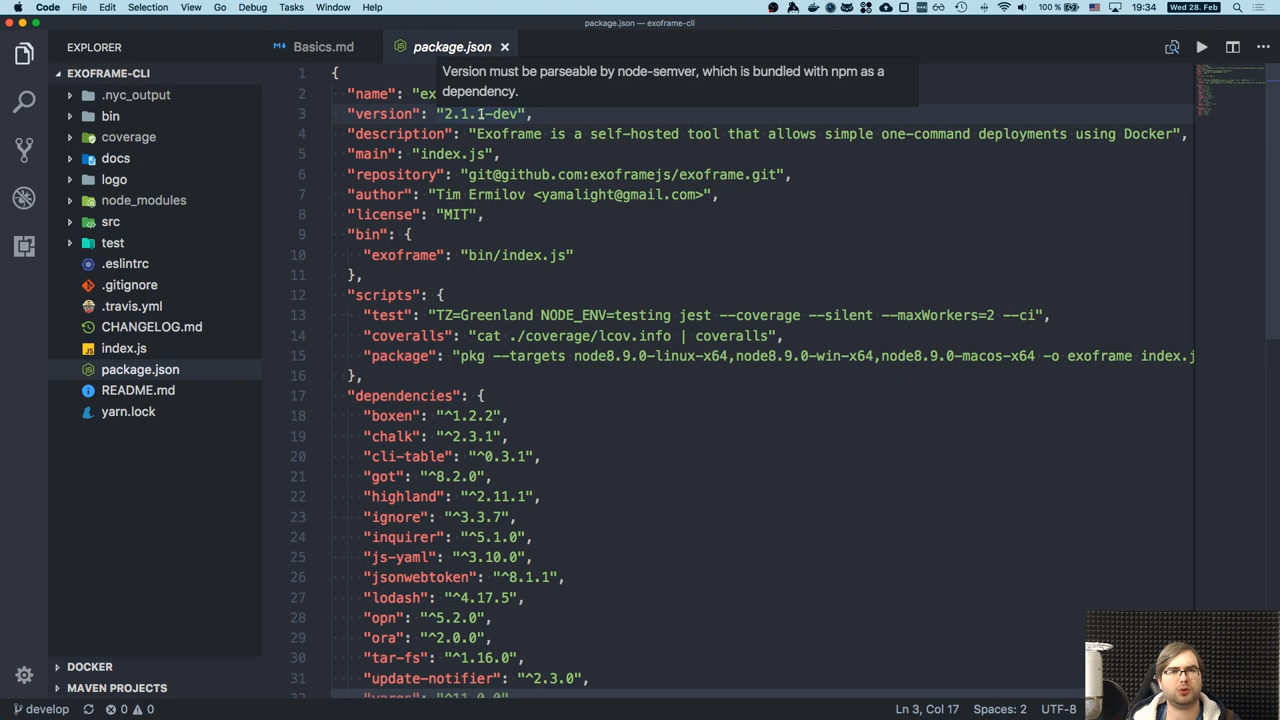 Code File Edit Selection View Go Debug Tasks Window Help 100 % 19:34 Wed 28. Feb
package.json — exoframe-cli
EXPLORER
Basics.md
package.json
EXOFRAME-CLI
.nyc_output
bin
coverage
docs
logo
node_modules
src
test
.eslintrc
.gitignore
.travis.yml
CHANGELOG.md
index.js
package.json
README.md
yarn.lock
DOCKER
MAVEN PROJECTS
Version must be parseable by node-semver, which is bundled with npm as a
dependency.
1 {
2 "name": "ex
3 "version": "2.1.1-dev",
4 "description": "Exoframe is a self-hosted tool that allows simple one-command deployments using Docker",
5 "main": "index.js",
6 "repository": "git@github.com:exoframejs/exoframe.git",
7 "author": "Tim Ermilov <yamalight@gmail.com>",
8 "license": "MIT",
9 "bin": {
10 "exoframe": "bin/index.js"
11 },
12 "scripts": {
13 "test": "TZ=Greenland NODE_ENV=testing jest --coverage --silent --maxWorkers=2 --ci",
14 "coveralls": "cat ./coverage/lcov.info | coveralls",
15 "package": "pkg --targets node8.9.0-linux-x64,node8.9.0-win-x64,node8.9.0-macos-x64 -o exoframe index.j
16 },
17 "dependencies": {
18 "boxen": "^1.2.2",
19 "chalk": "^2.3.1",
20 "cli-table": "^0.3.1",
21 "got": "^8.2.0",
22 "highland": "^2.11.1",
23 "ignore": "^3.3.7",
24 "inquirer": "^5.1.0",
25 "js-yaml": "^3.10.0",
26 "jsonwebtoken": "^8.1.1",
27 "lodash": "^4.17.5",
28 "opn": "^5.2.0",
29 "ora": "^2.0.0",
30 "tar-fs": "^1.16.0",
31 "update-notifier": "^2.3.0",
32 "yargs": "^11.0.0"
develop 0 0 Ln 3, Col 17 Spaces: 2 UTF-8